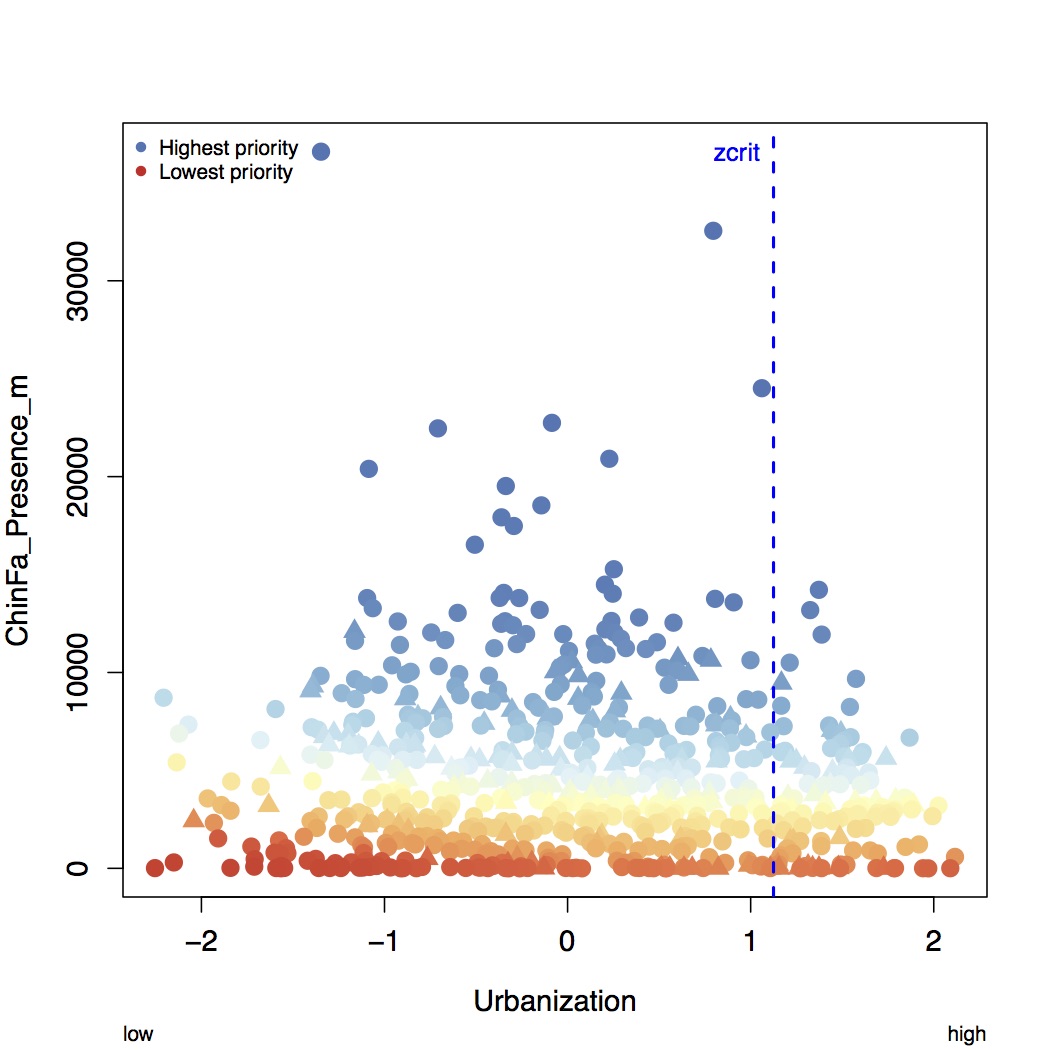 Highest priority
Lowest priority
zcrit
30000
20000
10000
0
ChinFa_Presence_m
−2 −1 0 1 2
Urbanization
low high